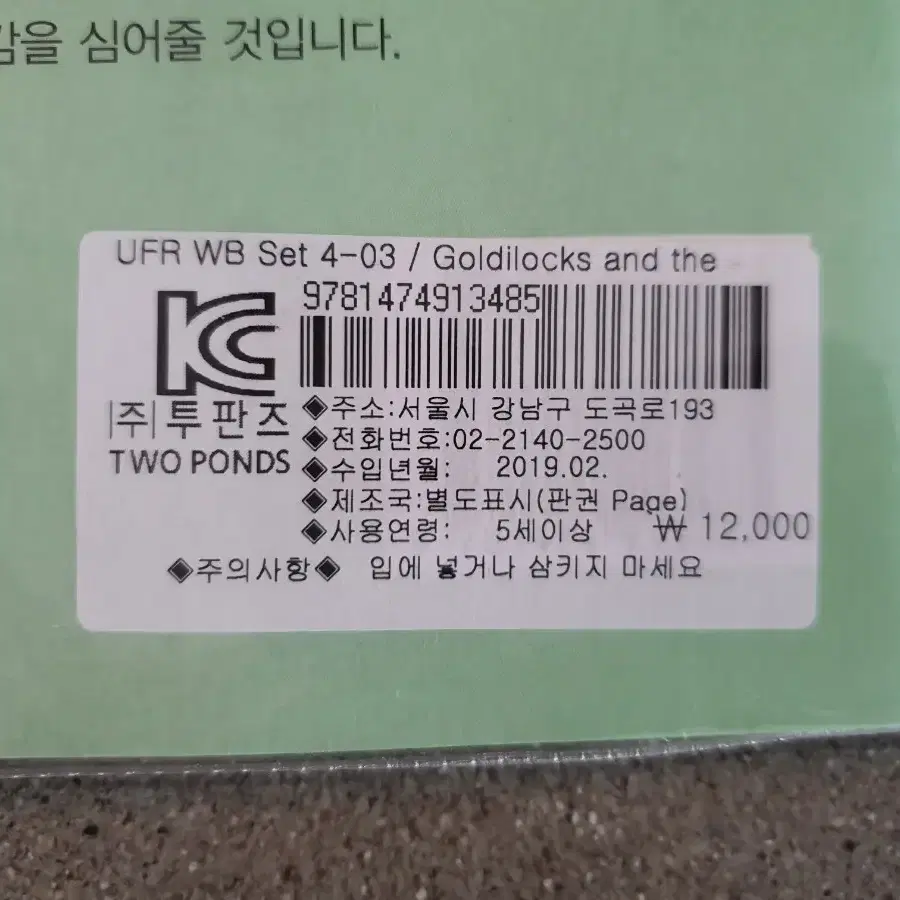 감을 심어줄 것입니다.
UFR WB Set 4-03 / Goldilocks and the
9781474913485
KC
|주|투판즈
TWO PONDS
◈주소:서울시 강남구 도곡로193
◈전화번호:02-2140-2500
◈수입년월: 2019.02.
◈제조국:별도표시(판권 Page)
◈사용연령: 5세이상
₩ 12,000
◈주의사항◈ 입에 넣거나 삼키지 마세요